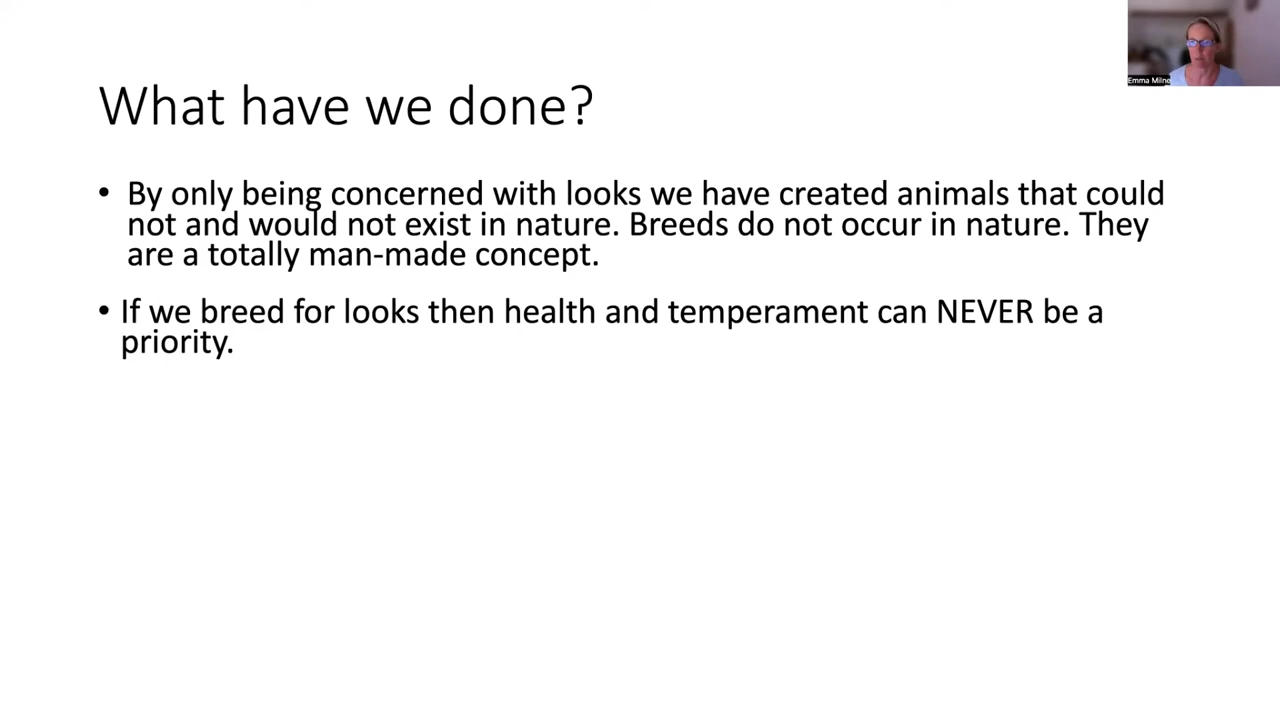 Emma Milne
What have we done?
• By only being concerned with looks we have created animals that could
not and would not exist in nature. Breeds do not occur in nature. They
are a totally man-made concept.
• If we breed for looks then health and temperament can NEVER be a
priority.